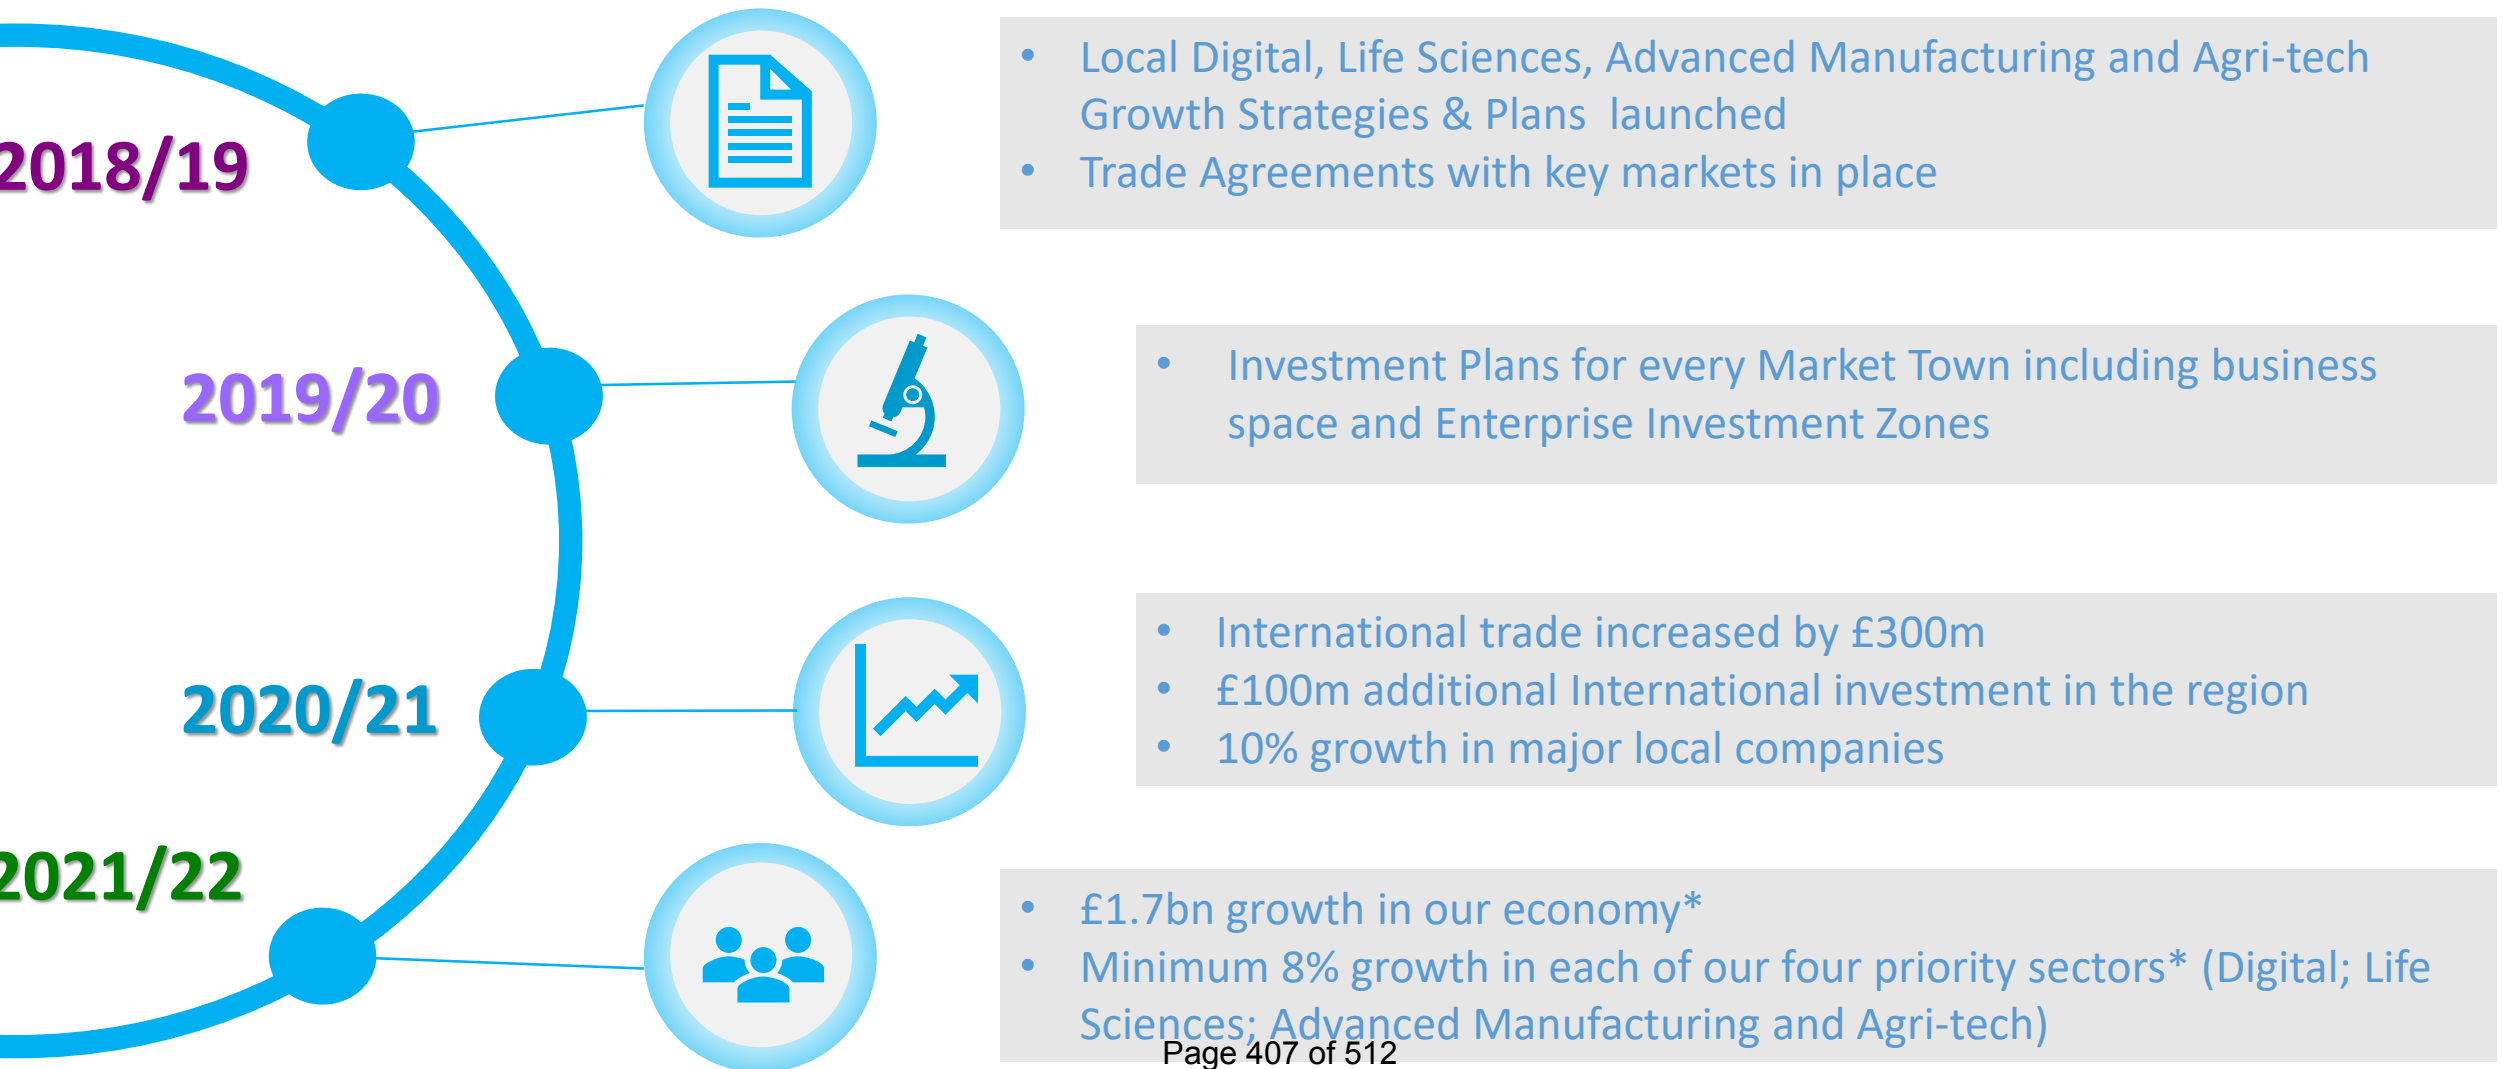 2018/19
• Local Digital, Life Sciences, Advanced Manufacturing and Agri-tech
Growth Strategies & Plans launched
• Trade Agreements with key markets in place
2019/20
• Investment Plans for every Market Town including business
space and Enterprise Investment Zones
2020/21
• International trade increased by £300m
• £100m additional International investment in the region
• 10% growth in major local companies
2021/22
• £1.7bn growth in our economy*
• Minimum 8% growth in each of our four priority sectors* (Digital; Life
Sciences; Advanced Manufacturing and Agri-tech)
Page 407 of 512